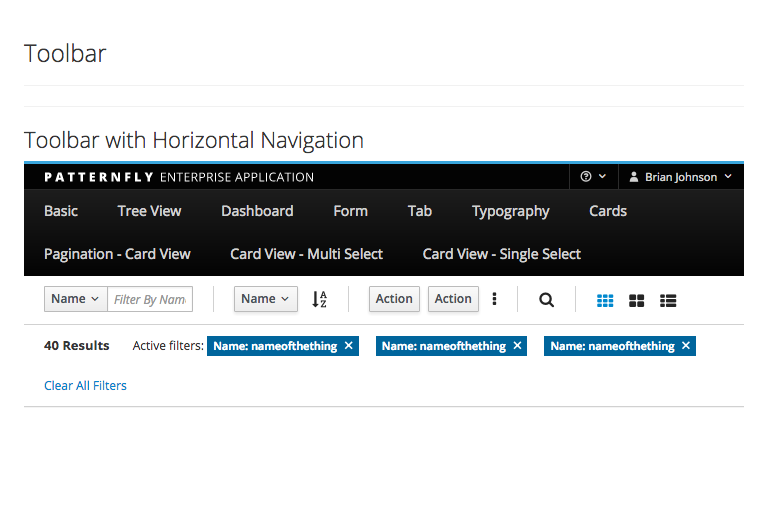 Toolbar
Toolbar with Horizontal Navigation
PATTERNFLY ENTERPRISE APPLICATION Brian Johnson
Basic Tree View Dashboard Form Tab Typography Cards
Pagination - Card View Card View - Multi Select Card View - Single Select
Name Filter By Nam Name Action Action
40 Results Active filters: Name: nameofthething × Name: nameofthething × Name: nameofthething ×
Clear All Filters